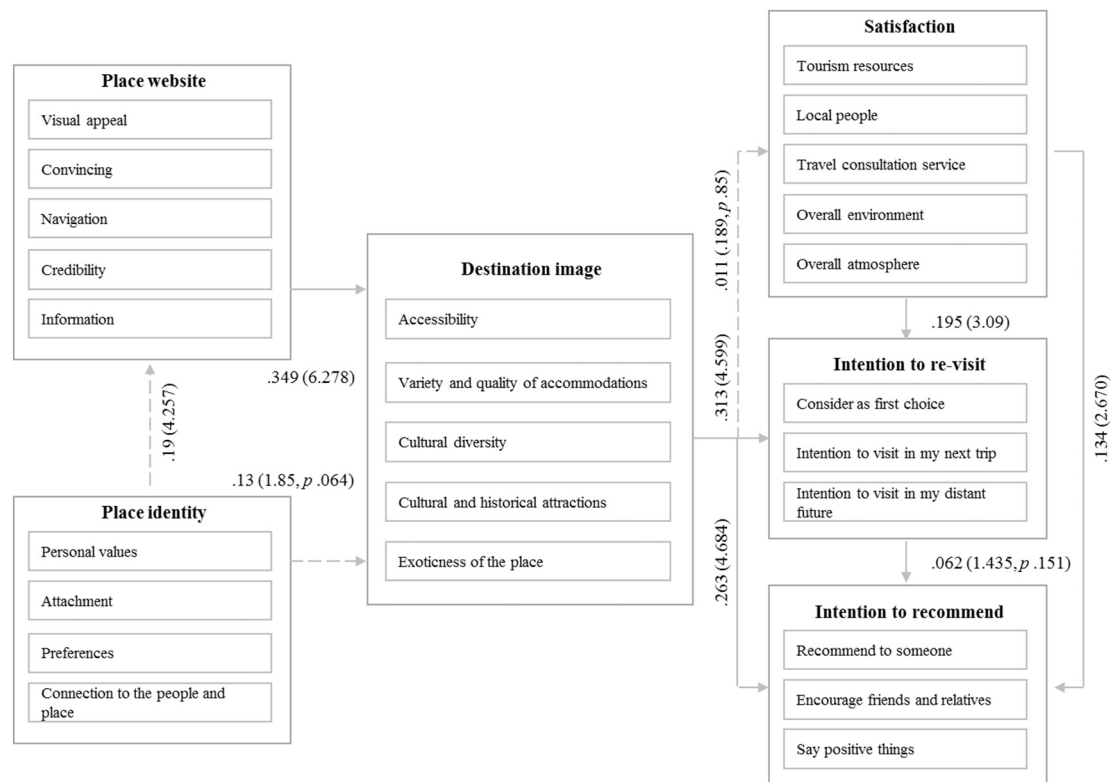 Place website
Visual appeal
Convincing
Navigation
Credibility
Information
.19 (4.257)
.349 (6.278)
.13 (1.85, p .064)
Place identity
Personal values
Attachment
Preferences
Connection to the people and
place
Destination image
Accessibility
Variety and quality of accommodations
Cultural diversity
Cultural and historical attractions
Exoticness of the place
.011 (.189, p .85)
.313 (4.599)
.263 (4.684)
Satisfaction
Tourism resources
Local people
Travel consultation service
Overall environment
Overall atmosphere
.195 (3.09)
.134 (2.670)
Intention to re-visit
Consider as first choice
Intention to visit in my next trip
Intention to visit in my distant
future
.062 (1.435, p .151)
Intention to recommend
Recommend to someone
Encourage friends and relatives
Say positive things